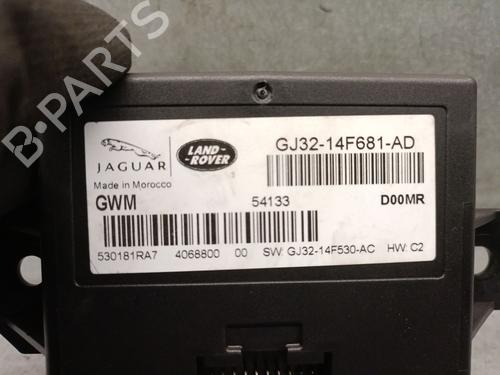 B-PARTS
JAGUAR
LAND-
ROVER
GJ32-14F681-AD
Made in Morocco
GWM 54133 D00MR
530181RA7 4068800 00 SW: GJ32-14F530-AC HW: C2